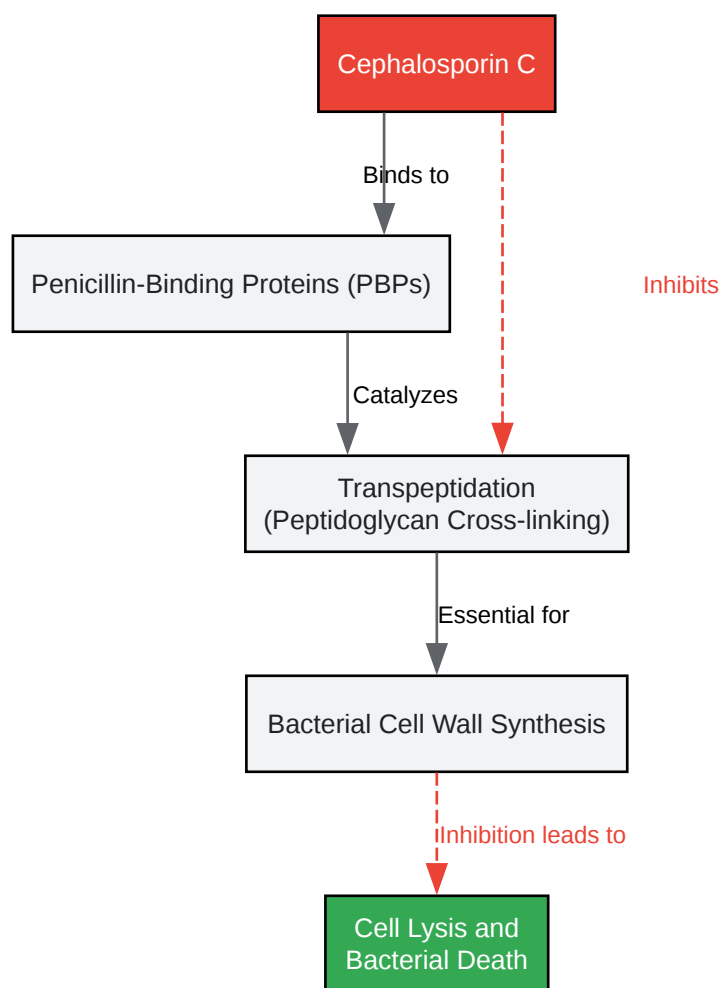 Cephalosporin C
Binds to
Penicillin-Binding Proteins (PBPs)
Inhibits
Catalyzes
Transpeptidation
(Peptidoglycan Cross-linking)
Essential for
Bacterial Cell Wall Synthesis
Inhibition leads to
Cell Lysis and
Bacterial Death